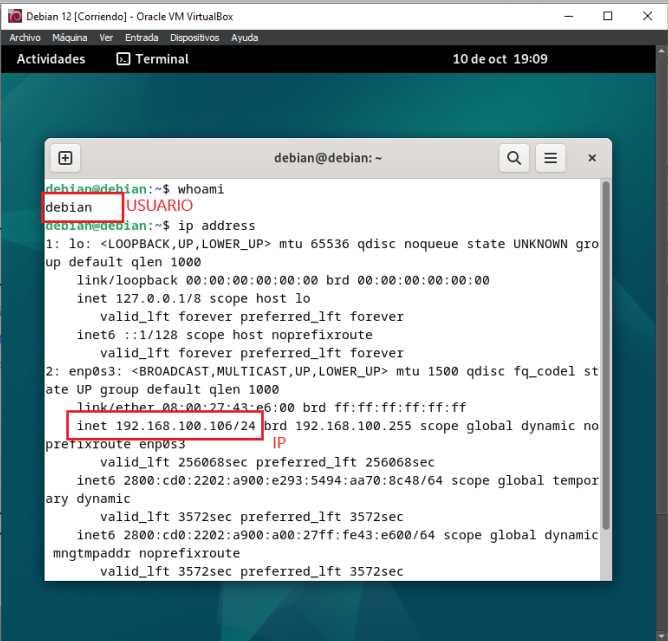 Debian 12 [Corriendo] - Oracle VM VirtualBox
Archivo Máquina Ver Entrada Dispositivos Ayuda
Actividades Terminal 10 de oct 19:09
debian@debian: ~
debian@debian:~$ whoami
debian USUARIO
debian@debian:~$ ip address
1: lo: <LOOPBACK,UP,LOWER_UP> mtu 65536 qdisc noqueue state UNKNOWN gro
up default qlen 1000
link/loopback 00:00:00:00:00:00 brd 00:00:00:00:00:00
inet 127.0.0.1/8 scope host lo
valid_lft forever preferred_lft forever
inet6 ::1/128 scope host noprefixroute
valid_lft forever preferred_lft forever
2: enp0s3: <BROADCAST,MULTICAST,UP,LOWER_UP> mtu 1500 qdisc fq_codel st
ate UP group default qlen 1000
link/ether 08:00:27:43:e6:00 brd ff:ff:ff:ff:ff:ff
inet 192.168.100.106/24 brd 192.168.100.255 scope global dynamic no
prefixroute enp0s3 IP
valid_lft 256068sec preferred_lft 256068sec
inet6 2800:cd0:2202:a900:e293:5494:aa70:8c48/64 scope global tempor
ary dynamic
valid_lft 3572sec preferred_lft 3572sec
inet6 2800:cd0:2202:a900:a00:27ff:fe43:e600/64 scope global dynamic
mngtmpaddr noprefixroute
valid_lft 3572sec preferred_lft 3572sec